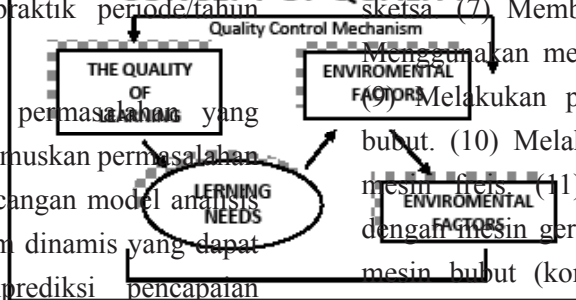 praktik periode/tahun
permasalahan yang
muskan permasalahan
cangan model analisis
m dinamis yang dapat
prediksi pencapaian
sketsa (7) Memb
Menggunakan me
(9) Melakukan p
bubut. (10) Melal
mesin freis. (11)
dengan mesin ger
mesin bubut (kor
Quality Control Mechanism
THE QUALITY
OF
LEARNING
ENVIROMENTAL
FACTORS
LERNING
NEEDS
ENVIROMENTAL
FACTORS